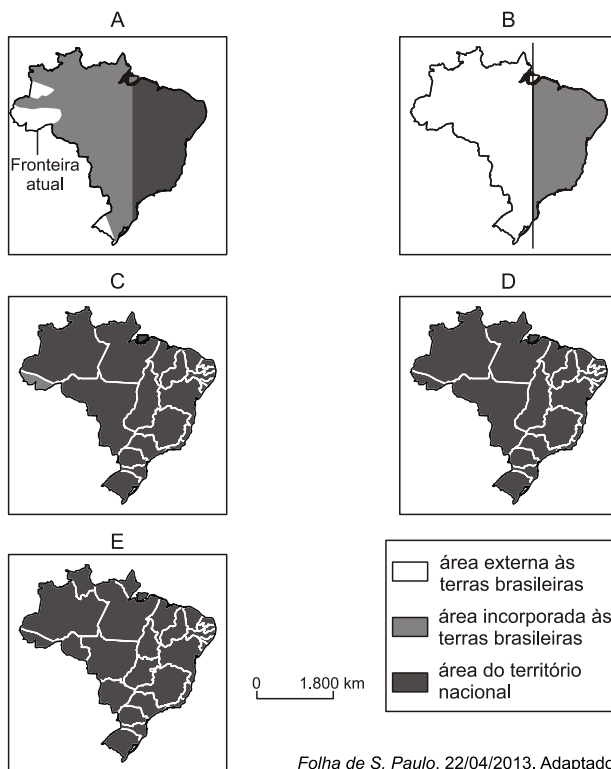 A
B
Fronteira
atual
C
D
E
área externa às
terras brasileiras
área incorporada às
terras brasileiras
área do território
nacional
0 1.800 km
Folha de S. Paulo, 22/04/2013. Adaptado